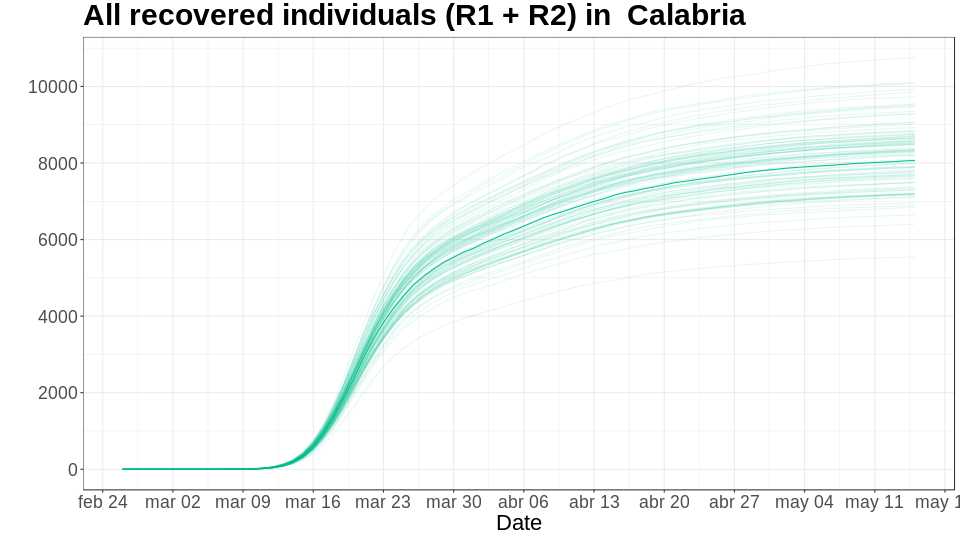 All recovered individuals (R1 + R2) in  Calabria
10000
8000
6000
4000
2000
0
feb 24 mar 02 mar 09 mar 16 mar 23 mar 30 abr 06 abr 13 abr 20 abr 27 may 04 may 11 may 1
Date